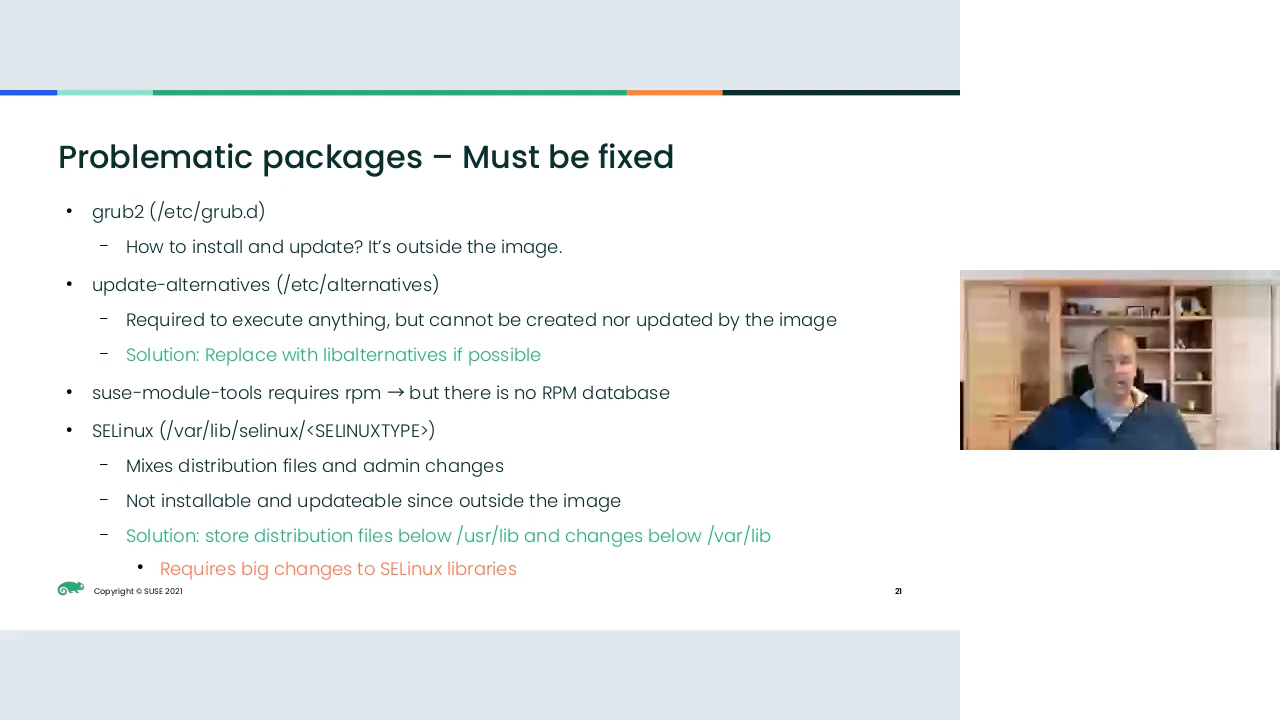 Problematic packages – Must be fixed
• grub2 (/etc/grub.d)
– How to install and update? It's outside the image.
• update-alternatives (/etc/alternatives)
– Required to execute anything, but cannot be created nor updated by the image
– Solution: Replace with libalternatives if possible
• suse-module-tools requires rpm → but there is no RPM database
• SELinux (/var/lib/selinux/<SELINUXTYPE>)
– Mixes distribution files and admin changes
– Not installable and updateable since outside the image
– Solution: store distribution files below /usr/lib and changes below /var/lib
• Requires big changes to SELinux libraries
Copyright © SUSE 2021
21